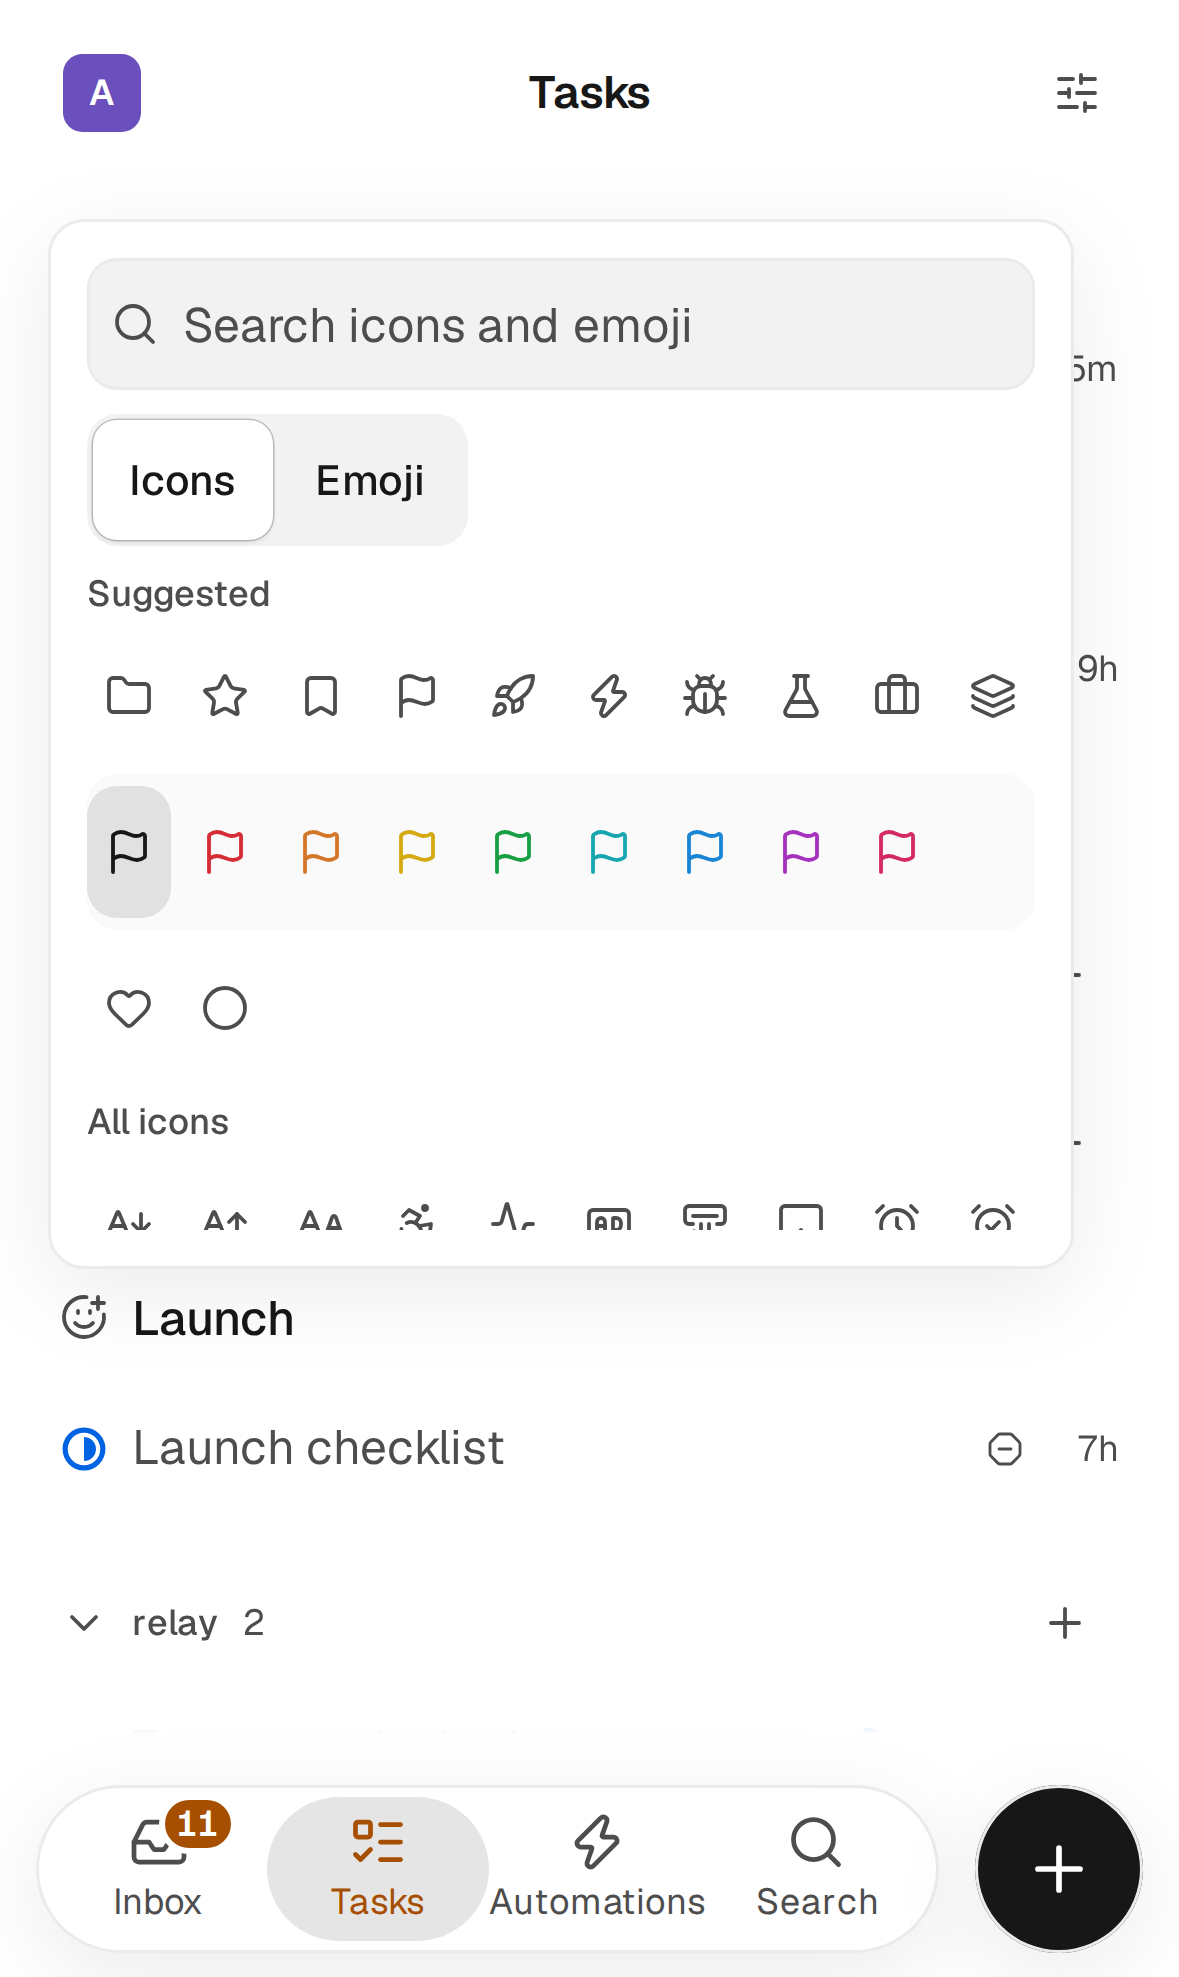 A
Tasks
Search icons and emoji
5m
Icons
Emoji
Suggested
9h
All icons
Launch
Launch checklist
7h
relay 2
11
Inbox
Tasks
Automations
Search